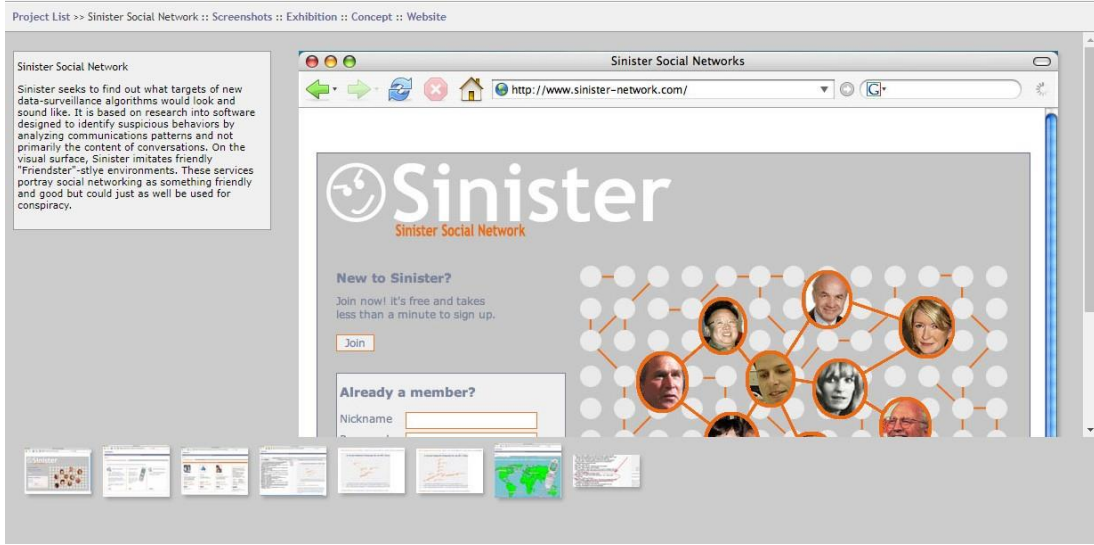 Project List >> Sinister Social Network :: Screenshots :: Exhibition :: Concept :: Website
Sinister Social Network
Sinister seeks to find out what targets of new
data-surveillance algorithms would look and
sound like. It is based on research into software
designed to identify suspicious behaviors by
analyzing communications patterns and not
primarily the content of conversations. On the
visual surface, Sinister imitates friendly
"Friendster"-stlye environments. These services
portray social networking as something friendly
and good but could just as well be used for
conspiracy.
Sinister Social Networks
http://www.sinister-network.com/
G
Sinister
Sinister Social Network
New to Sinister?
Join now! it's free and takes
less than a minute to sign up.
Join
Already a member?
Nickname